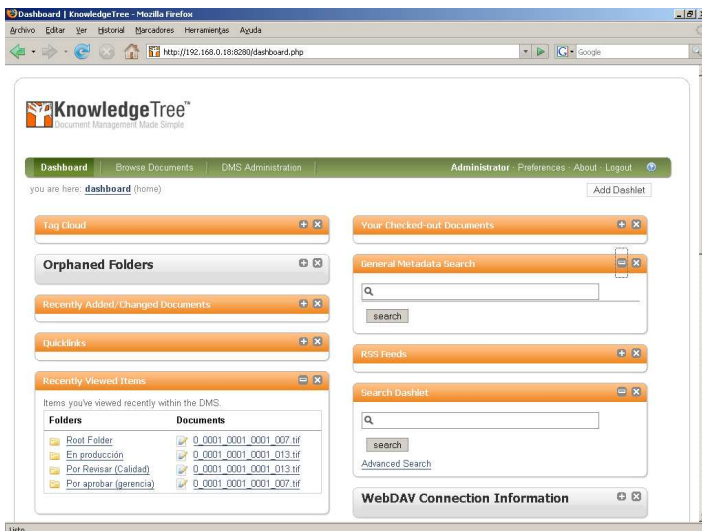 Dashboard | KnowledgeTree - Mozilla Firefox
Archivo Editar Ver Historial Marcadores Herramientas Ayuda
http://192.168.0.18:8280/dashboard.php
G Google
KnowledgeTree™
Document Management Made Simple
Dashboard Browse Documents DMS Administration Administrator · Preferences · About · Logout
you are here: dashboard (home)
Add Dashlet
Tag Cloud
Orphaned Folders
Recently Added/Changed Documents
Quicklinks
Recently Viewed Items
Items you've viewed recently within the DMS.
Folders Documents
Root Folder 0_0001_0001_0001_007.tif
En producción 0_0001_0001_0001_013.tif
Por Revisar (Calidad) 0_0001_0001_0001_013.tif
Por aprobar (gerencia) 0_0001_0001_0001_007.tif
Your Checked-out Documents
General Metadata Search
search
RSS Feeds
Search Dashlet
search
Advanced Search
WebDAV Connection Information
Listo